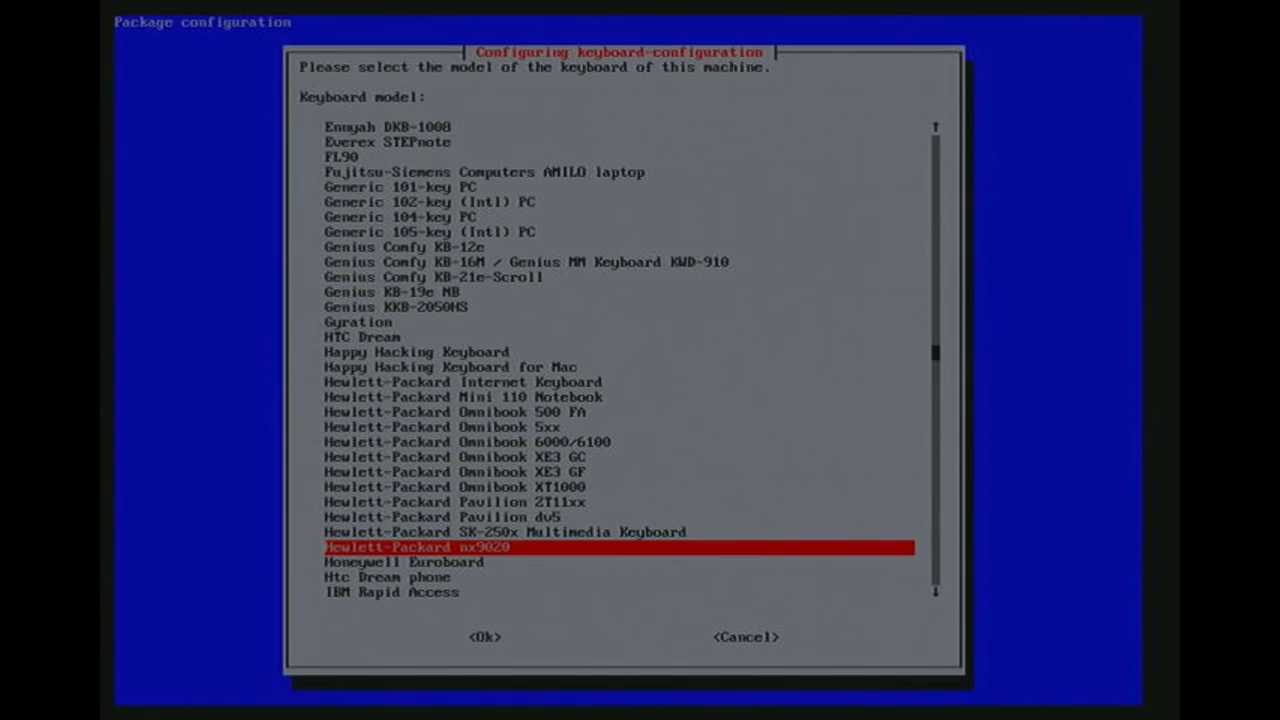 Package configuration
Configuring keyboard-configuration
Please select the model of the keyboard of this machine.
Keyboard model:
Ennyah DKB-1008
Everex STEPnote
FL90
Fujitsu-Siemens Computers AMILO laptop
Generic 101-key PC
Generic 102-key (Intl) PC
Generic 104-key PC
Generic 105-key (Intl) PC
Genius Comfy KB-12e
Genius Comfy KB-16M / Genius MM Keyboard KWD-910
Genius Comfy KB-21e-Scroll
Genius KB-19e NB
Genius KKB-2050HS
Gyration
HTC Dream
Happy Hacking Keyboard
Happy Hacking Keyboard for Mac
Hewlett-Packard Internet Keyboard
Hewlett-Packard Mini 110 Notebook
Hewlett-Packard Omnibook 500 FA
Hewlett-Packard Omnibook 5xx
Hewlett-Packard Omnibook 6000/6100
Hewlett-Packard Omnibook XE3 GC
Hewlett-Packard Omnibook XE3 GF
Hewlett-Packard Omnibook XT1000
Hewlett-Packard Pavilion ZT11xx
Hewlett-Packard Pavilion dv5
Hewlett-Packard SK-250x Multimedia Keyboard
Hewlett-Packard nx9020
Honeywell Euroboard
Htc Dream phone
IBM Rapid Access
<Ok> <Cancel>